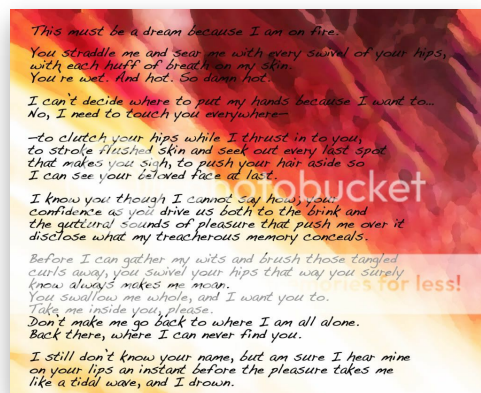 This must be a dream because I am on fire.
You straddle me and sear me with every swivel of your hips,
with each huff of breath on my skin.
You're wet. And hot. So damn hot.
I can't decide where to put my hands because I want to...
No, I need to touch you everywhere—
—to clutch your hips while I thrust in to you,
to stroke flushed skin and seek out every last spot
that makes you sigh, to push your hair aside so
I can see your beloved face at last.
I know you though I cannot say how, your
confidence as you drive us both to the brink and
the guttural sounds of pleasure that push me over it
disclose what my treacherous memory conceals.
Before I can gather my wits and brush those tangled
curls away, you swivel your hips that way you surely
know always makes me moan.
You swallow me whole, and I want you to.
Take me inside you, please.
Don't make me go back to where I am all alone.
Back there, where I can never find you.
I still don't know your name, but am sure I hear mine
on your lips an instant before the pleasure takes me
like a tidal wave, and I drown.
photobucket
for less!